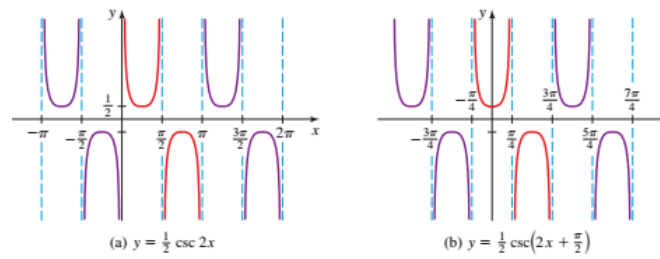 y
1/2
−π
−π/2
π/2
π
3π/2
2π
x
(a) y = 1/2 csc 2x
y
−3π/4
−π/4
π/4
3π/4
5π/4
7π/4
(b) y = 1/2 csc(2x + π/2)